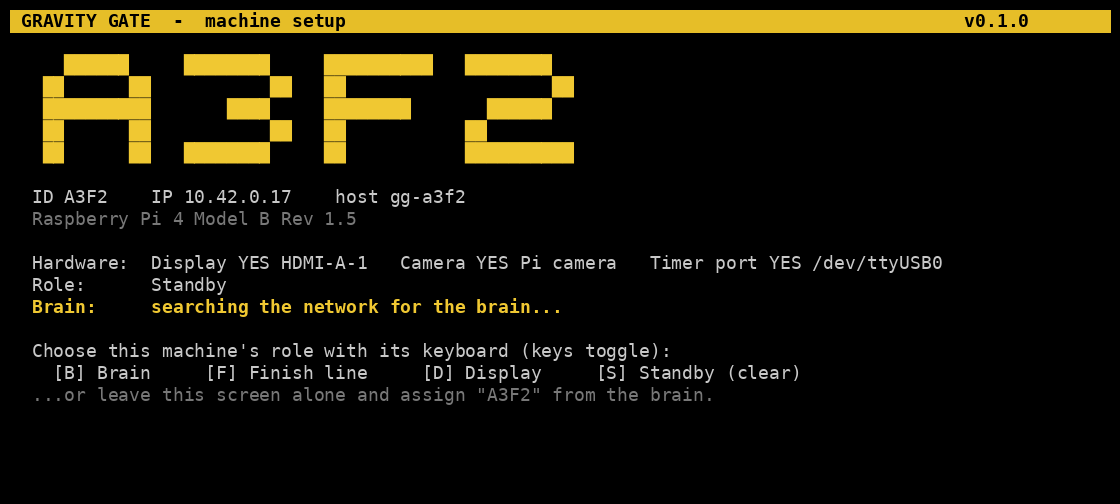 GRAVITY GATE  -  machine setup v0.1.0
A3F2
ID A3F2    IP 10.42.0.17    host gg-a3f2
Raspberry Pi 4 Model B Rev 1.5
Hardware:  Display YES HDMI-A-1   Camera YES Pi camera   Timer port YES /dev/ttyUSB0
Role:      Standby
Brain:     searching the network for the brain...
Choose this machine's role with its keyboard (keys toggle):
[B] Brain     [F] Finish line     [D] Display     [S] Standby (clear)
...or leave this screen alone and assign "A3F2" from the brain.